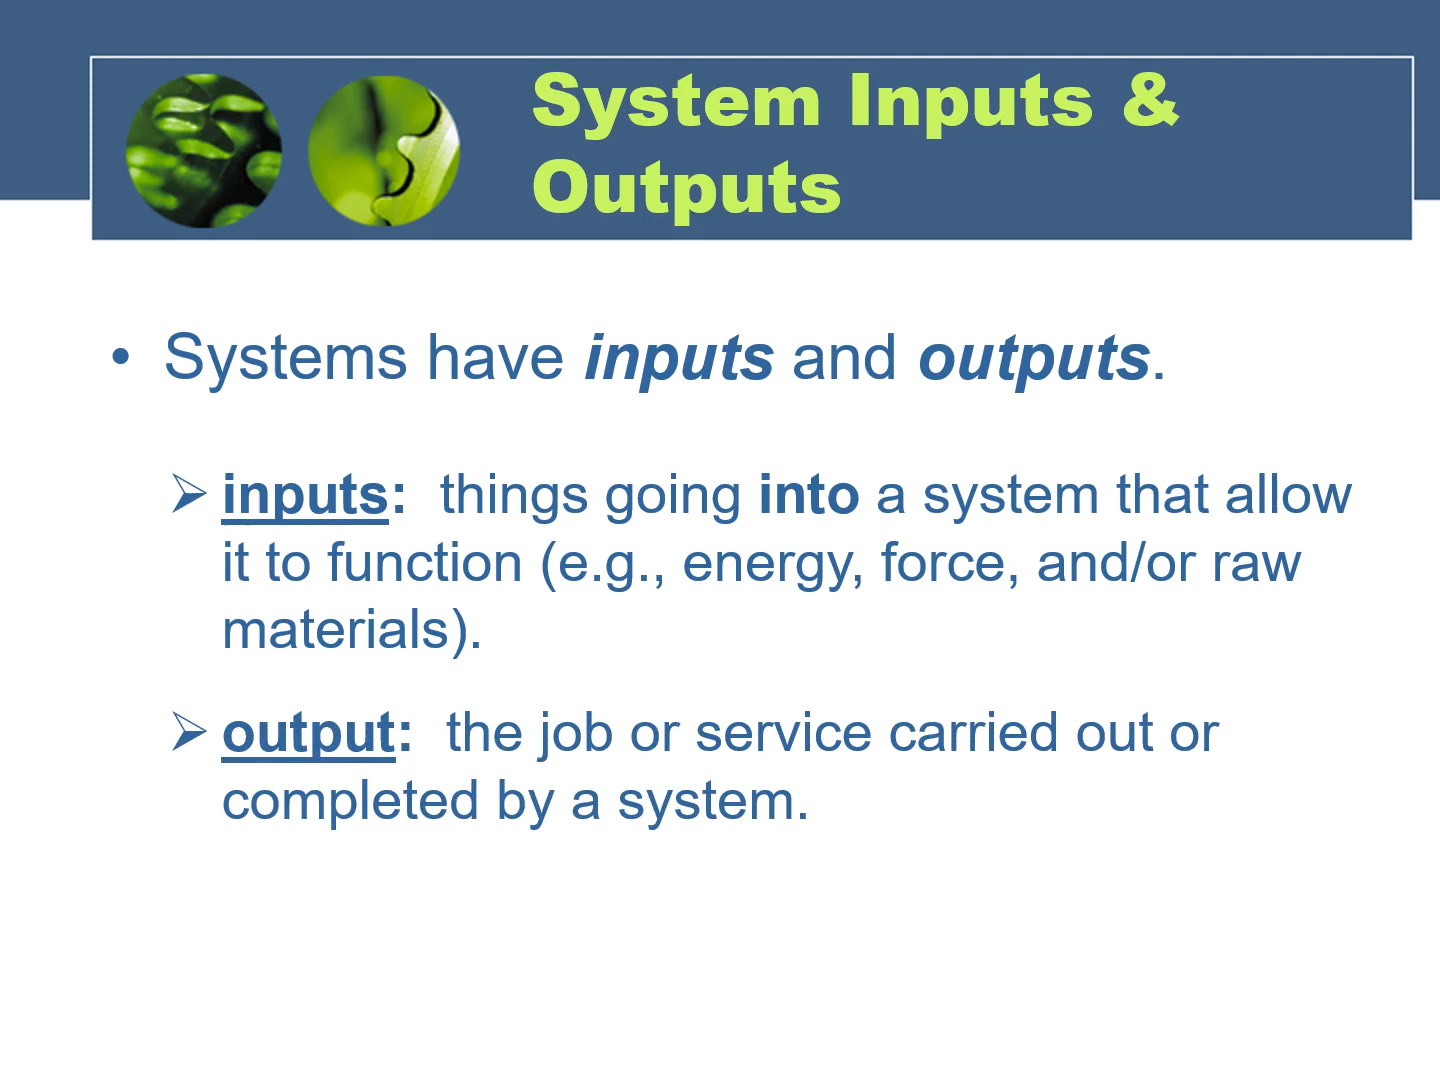 System Inputs &
Outputs
• Systems have inputs and outputs.
➢ inputs: things going into a system that allow
it to function (e.g., energy, force, and/or raw
materials).
➢ output: the job or service carried out or
completed by a system.